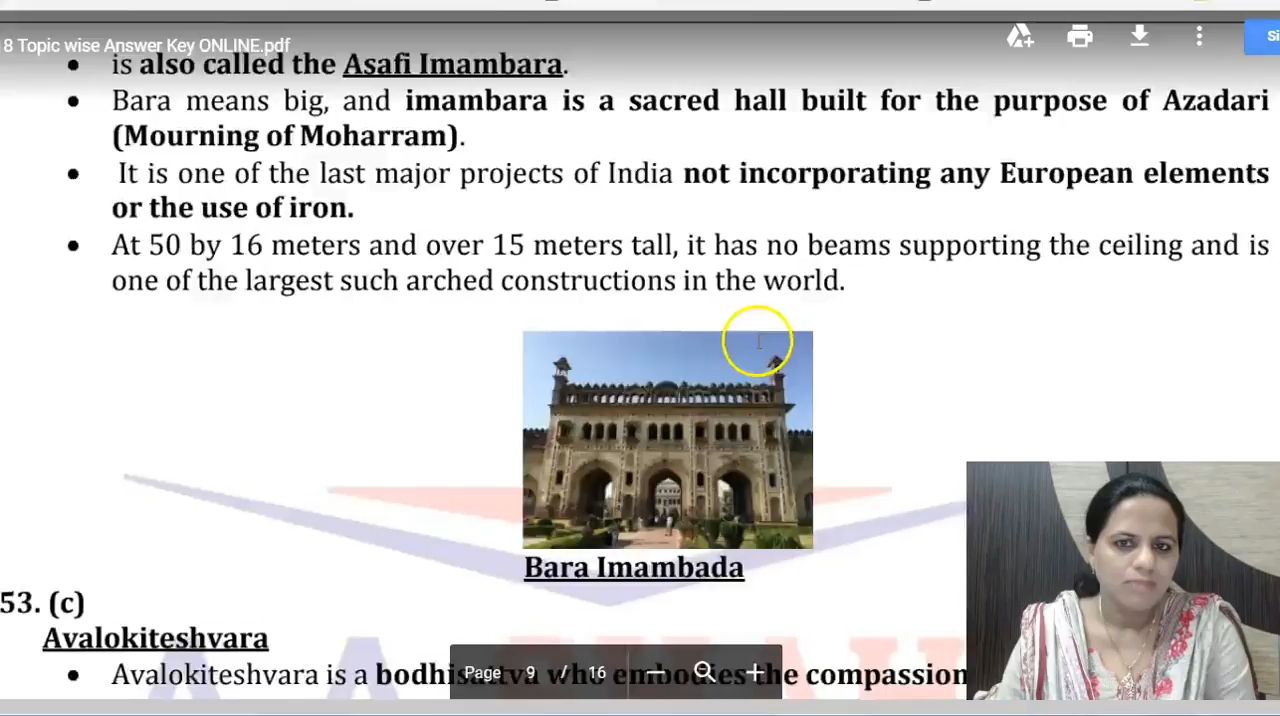 8 Topic wise Answer Key ONLINE.pdf
is also called the Asafi Imambara.
Bara means big, and imambara is a sacred hall built for the purpose of Azadari
(Mourning of Moharram).
It is one of the last major projects of India not incorporating any European elements
or the use of iron.
At 50 by 16 meters and over 15 meters tall, it has no beams supporting the ceiling and is
one of the largest such arched constructions in the world.
Bara Imambada
53. (c)
Avalokiteshvara
Avalokiteshvara is a bodhisattva who embodies the compassion
Page 9 / 16